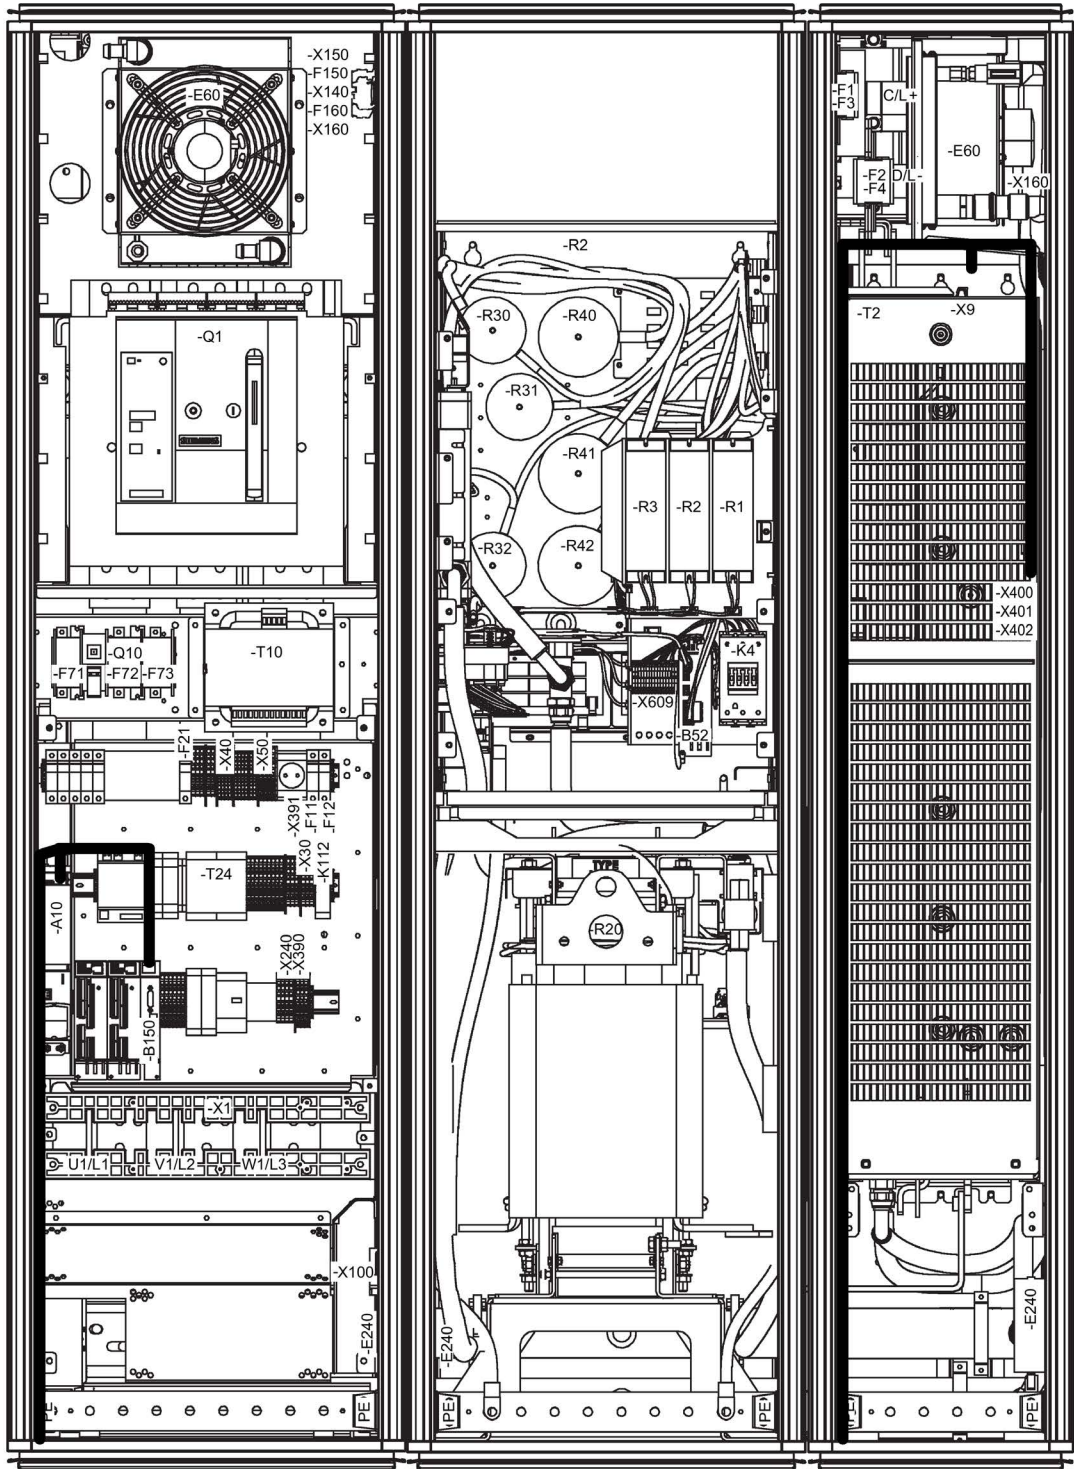 -X150
-F150
-X140
-F160
-X160
-E60
-Q1
-Q10
-F71
-F72
-F73
-T10
-F21
-X40
-X50
-X391
-F11
-F12
-X30
-K112
-T24
-A10
-X240
-X390
-B150
-X1
U1/L1
V1/L2
W1/L3
-X100
-E240
PE
PE
-R2
-R30
-R40
-R31
-R41
-R32
-R42
-R3
-R2
-R1
-K4
-X609
-B52
TYPE
-R20
-E240
PE
PE
-F1
-F3
C/L+
-E60
-F2
-F4
D/L-
-X160
-T2
-X9
-X400
-X401
-X402
-E240
PE
PE